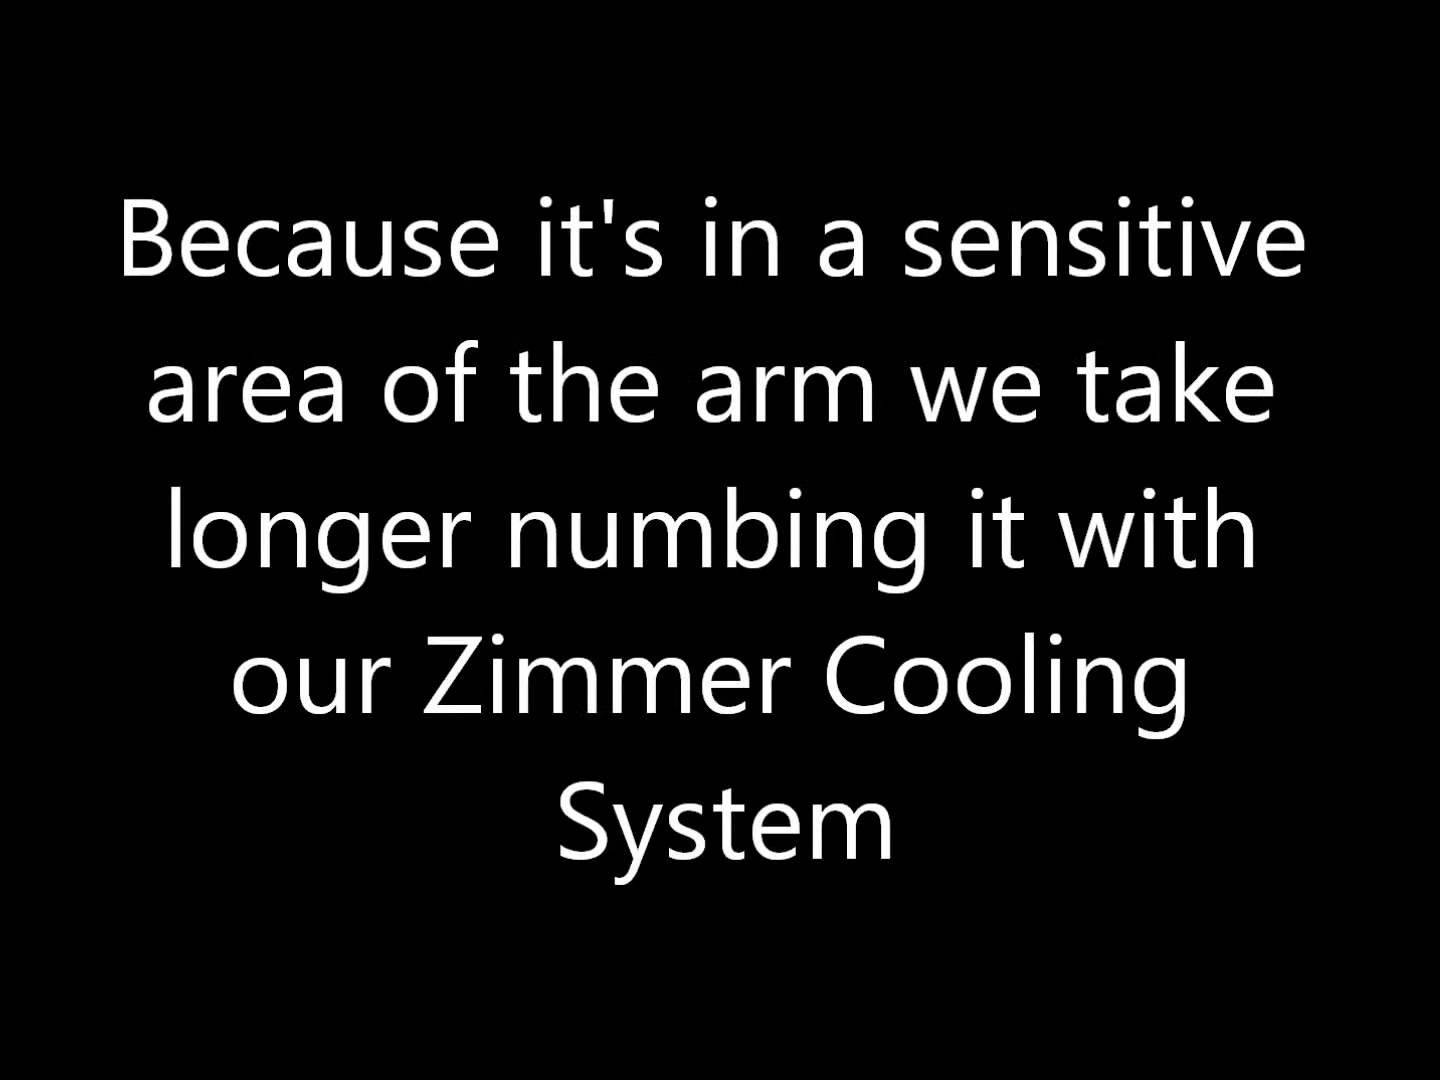 Because it's in a sensitive
area of the arm we take
longer numbing it with
our Zimmer Cooling
System